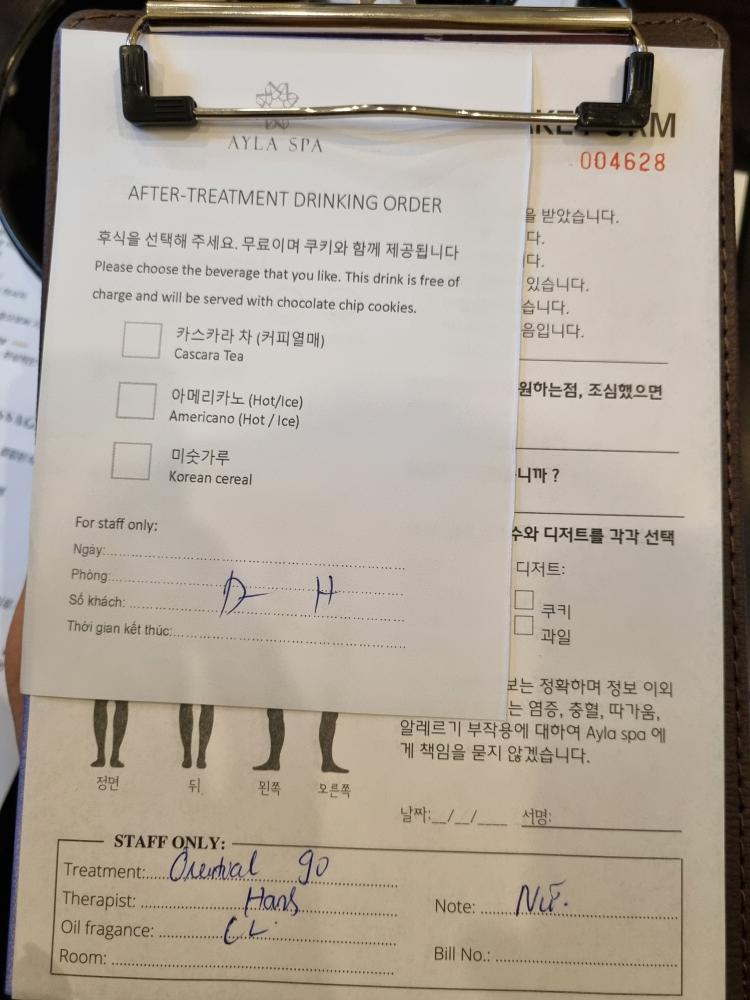 AYLA SPA
AFTER-TREATMENT DRINKING ORDER
후식을 선택해 주세요. 무료이며 쿠키와 함께 제공됩니다
Please choose the beverage that you like. This drink is free of
charge and will be served with chocolate chip cookies.
카스카라 차 (커피열매)
Cascara Tea
아메리카노 (Hot/Ice)
Americano (Hot / Ice)
미숫가루
Korean cereal
For staff only:
Ngày:
Phòng:
Số khách: D H
Thời gian kết thúc:
FORM
004628
받았습니다.
다.
다.
있습니다.
습니다.
음입니다.
원하는점, 조심했으면
니까 ?
수와 디저트를 각각 선택
디저트:
쿠키
과일
보는 정확하며 정보 이외
는 염증, 충혈, 따가움,
알레르기 부작용에 대하여 Ayla spa 에
게 책임을 묻지 않겠습니다.
정면 뒤 왼쪽 오른쪽
날짜:__/__/____ 서명:
STAFF ONLY:
Treatment: Oriental 90
Therapist:
Note: Nữ.
Oil fragance: CL
Room:
Bill No.: